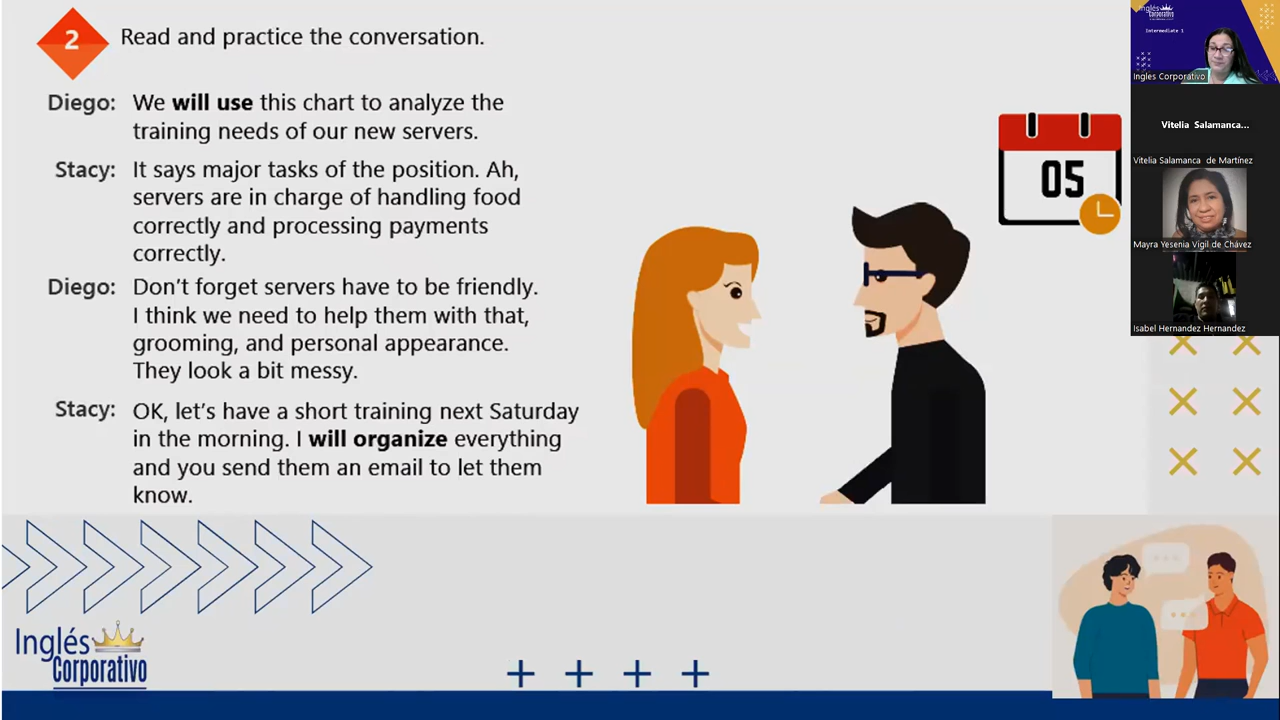 2
Read and practice the conversation.
Diego: We will use this chart to analyze the
training needs of our new servers.
Stacy: It says major tasks of the position. Ah,
servers are in charge of handling food
correctly and processing payments
correctly.
Diego: Don't forget servers have to be friendly.
I think we need to help them with that,
grooming, and personal appearance.
They look a bit messy.
Stacy: OK, let's have a short training next Saturday
in the morning. I will organize everything
and you send them an email to let them
know.
05
Inglés
Corporativo
Inglés
Corporativo
Intermediate 1
Ingles Corporativo
Vitelia Salamanca...
Vitelia Salamanca de Martínez
Mayra Yesenia Vigil de Chávez
Isabel Hernandez Hernandez